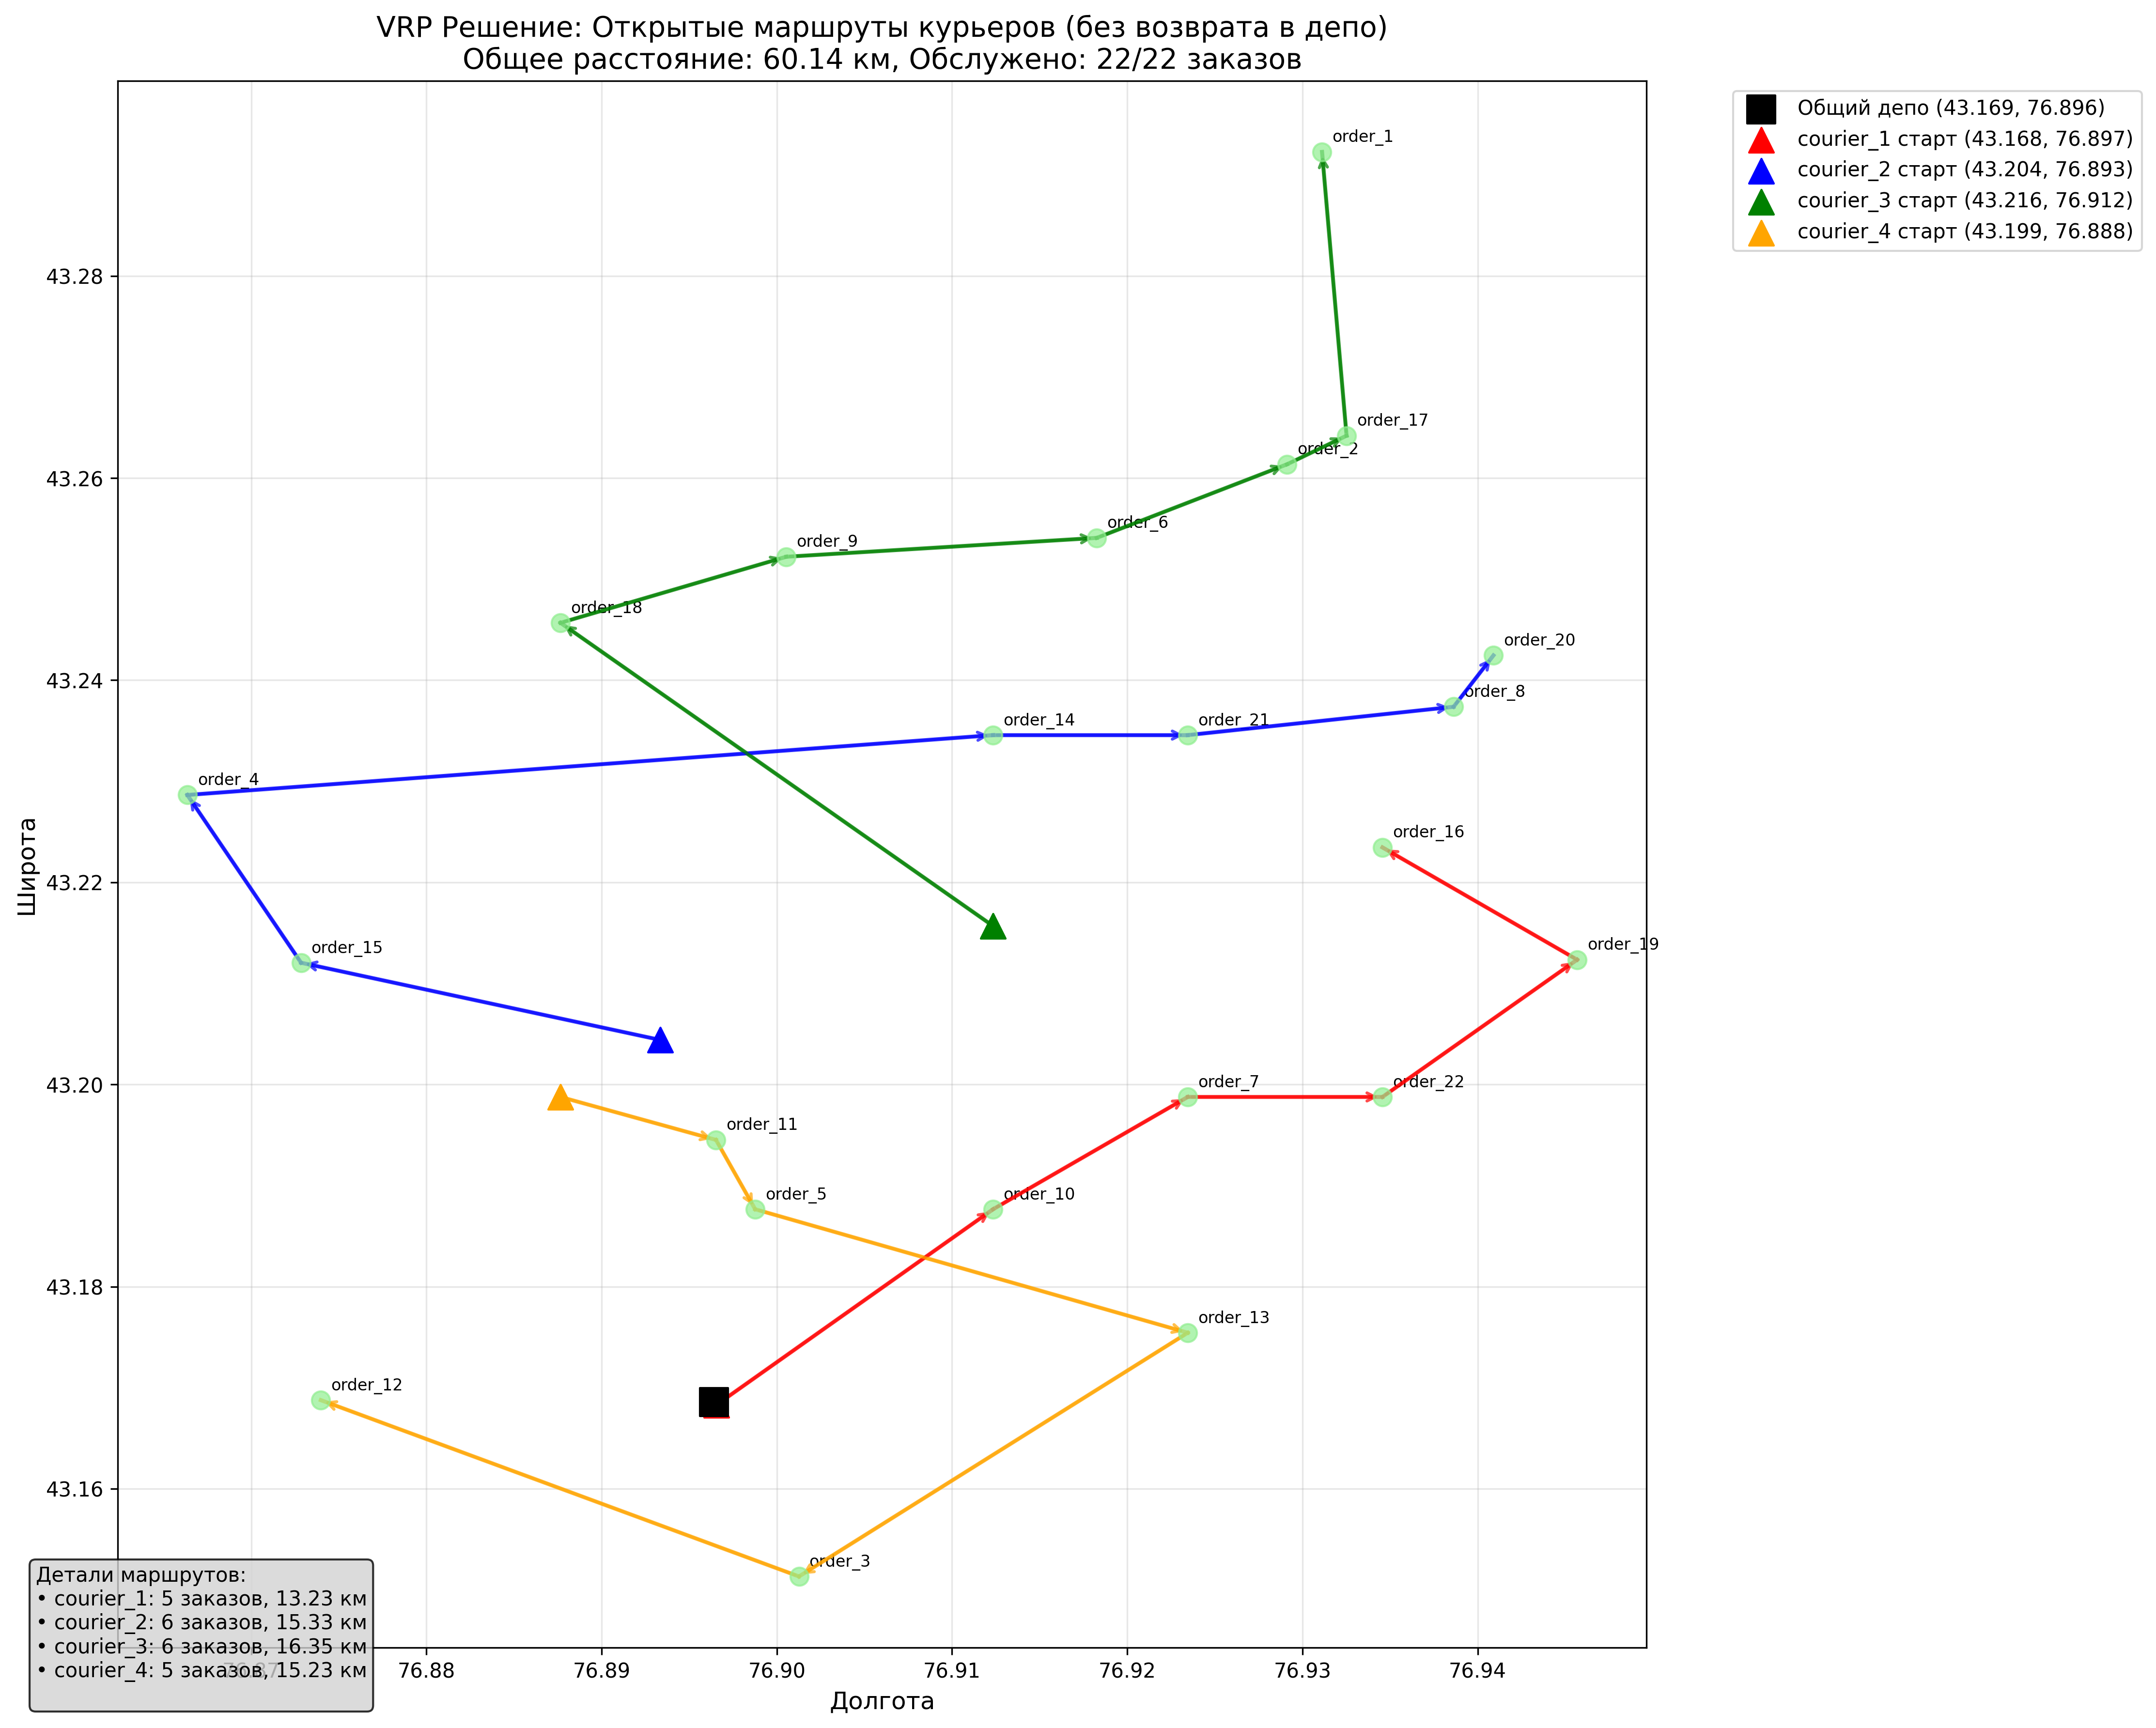 VRP Решение: Открытые маршруты курьеров (без возврата в депо)
Общее расстояние: 60.14 км, Обслужено: 22/22 заказов
Общий депо (43.169, 76.896)
courier_1 старт (43.168, 76.897)
courier_2 старт (43.204, 76.893)
courier_3 старт (43.216, 76.912)
courier_4 старт (43.199, 76.888)
order_1
43.28
order_17
order_2
43.26
order_6
order_9
order_18
order_20
43.24
order_8
order_14
order_21
order_4
order_16
43.22
order_19
order_15
43.20
order_7
order_22
order_11
order_5
order_10
43.18
order_13
order_12
43.16
order_3
Широта
Детали маршрутов:
• courier_1: 5 заказов, 13.23 км
• courier_2: 6 заказов, 15.33 км
• courier_3: 6 заказов, 16.35 км
• courier_4: 5 заказов, 15.23 км
76.87
76.88
76.89
76.90
76.91
76.92
76.93
76.94
Долгота